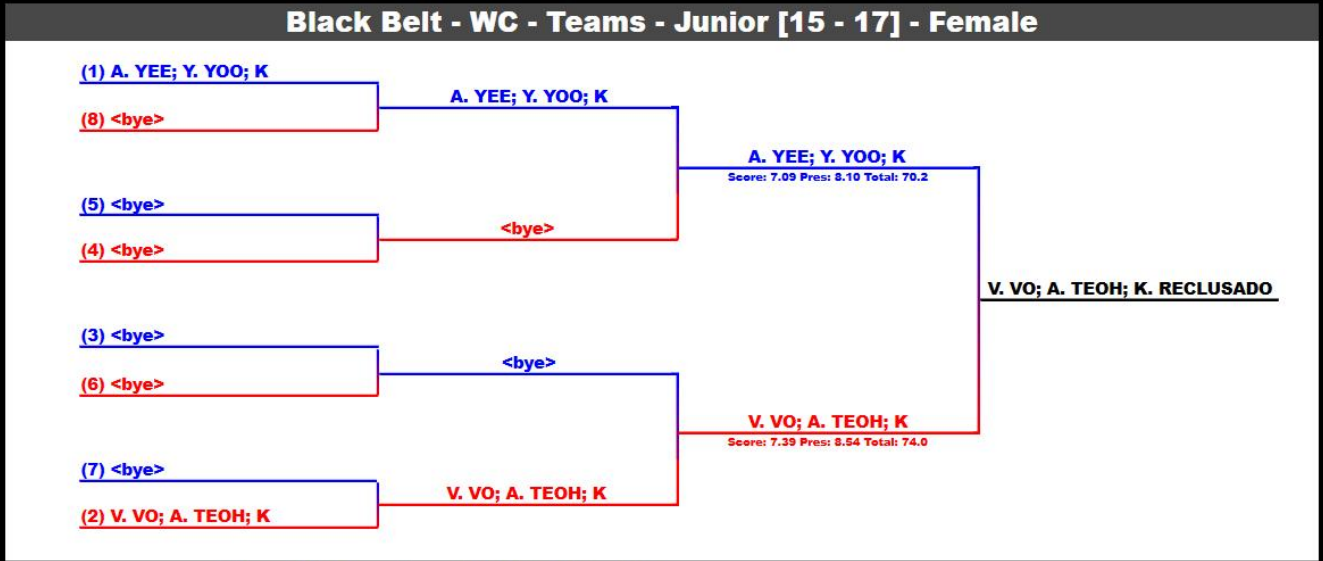 Black Belt - WC - Teams - Junior [15 - 17] - Female
(1) A. YEE; Y. YOO; K
(8) <bye>
(5) <bye>
(4) <bye>
(3) <bye>
(6) <bye>
(7) <bye>
(2) V. VO; A. TEOH; K
A. YEE; Y. YOO; K
<bye>
<bye>
V. VO; A. TEOH; K
A. YEE; Y. YOO; K
Score: 7.09 Pres: 8.10 Total: 70.2
V. VO; A. TEOH; K
Score: 7.39 Pres: 8.54 Total: 74.0
V. VO; A. TEOH; K. RECLUSADO